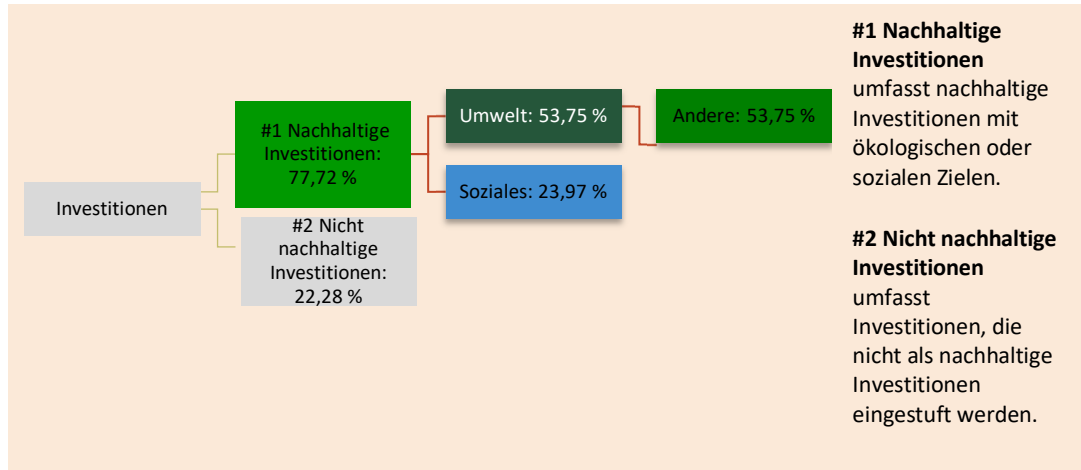 Investitionen
#1 Nachhaltige
Investitionen:
77,72 %
#2 Nicht
nachhaltige
Investitionen:
22,28 %
Umwelt: 53,75 %
Soziales: 23,97 %
Andere: 53,75 %
#1 Nachhaltige
Investitionen
umfasst nachhaltige
Investitionen mit
ökologischen oder
sozialen Zielen.
#2 Nicht nachhaltige
Investitionen
umfasst
Investitionen, die
nicht als nachhaltige
Investitionen
eingestuft werden.